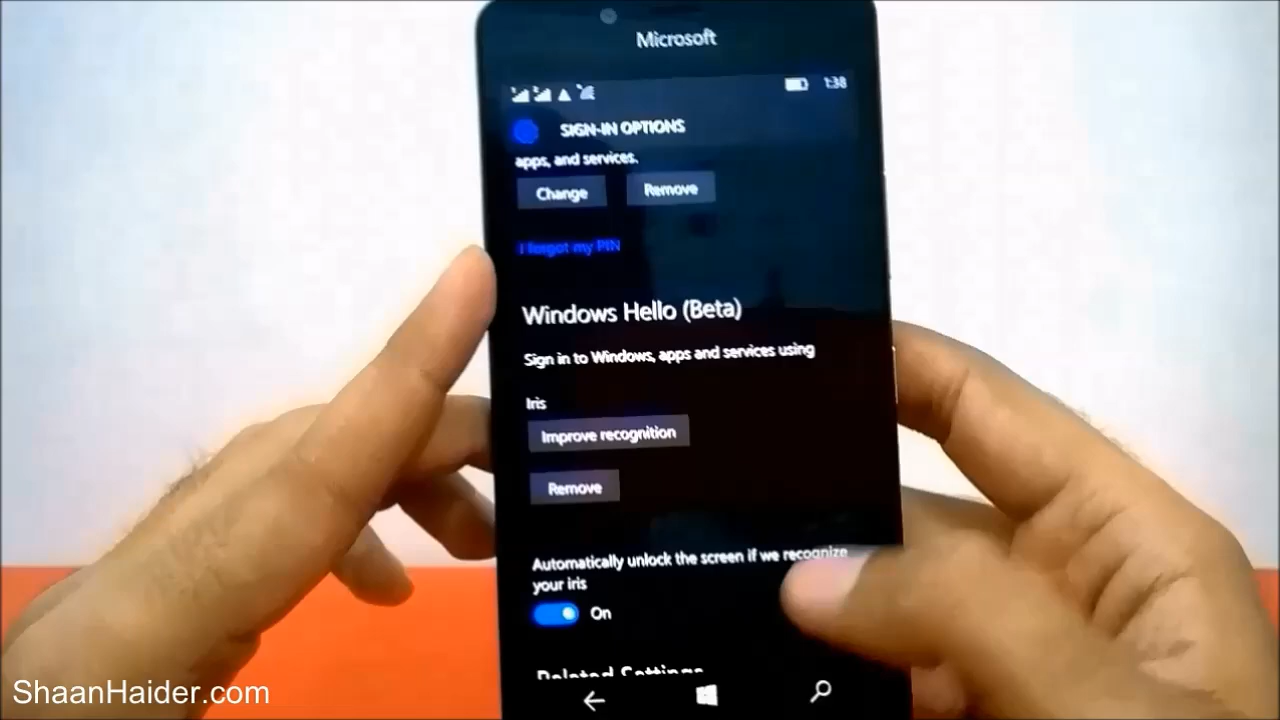 Microsoft
1:38
SIGN-IN OPTIONS
apps, and services.
Change Remove
I forgot my PIN
Windows Hello (Beta)
Sign in to Windows, apps and services using
Iris
Improve recognition
Remove
Automatically unlock the screen if we recognize
your iris
On
Related Settings
ShaanHaider.com